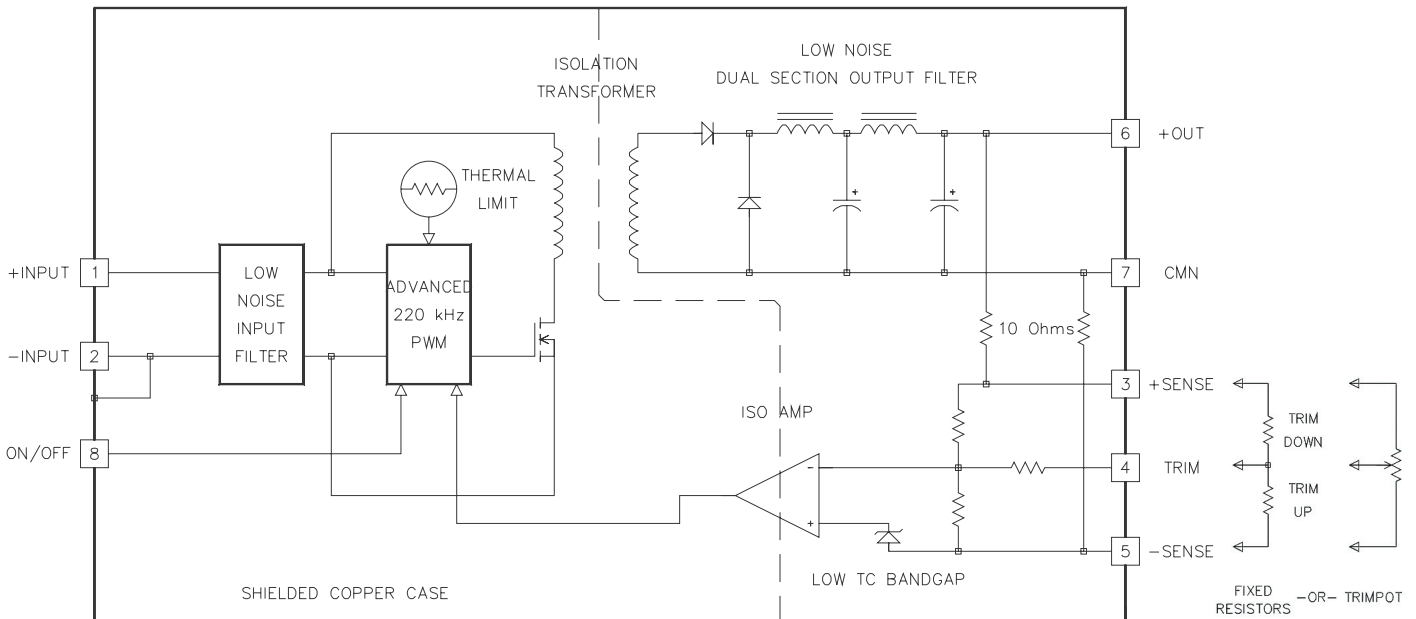 LOW NOISE
DUAL SECTION OUTPUT FILTER
ISOLATION
TRANSFORMER
6
+OUT
THERMAL
LIMIT
+
+
+INPUT
1
LOW
NOISE
INPUT
FILTER
ADVANCED
220 kHz
PWM
7
CMN
-INPUT
2
10 Ohms
3
+SENSE
ISO AMP
TRIM
DOWN
ON/OFF
8
-
4
TRIM
TRIM
UP
+
5
-SENSE
LOW TC BANDGAP
SHIELDED COPPER CASE
FIXED
RESISTORS
-OR- TRIMPOT